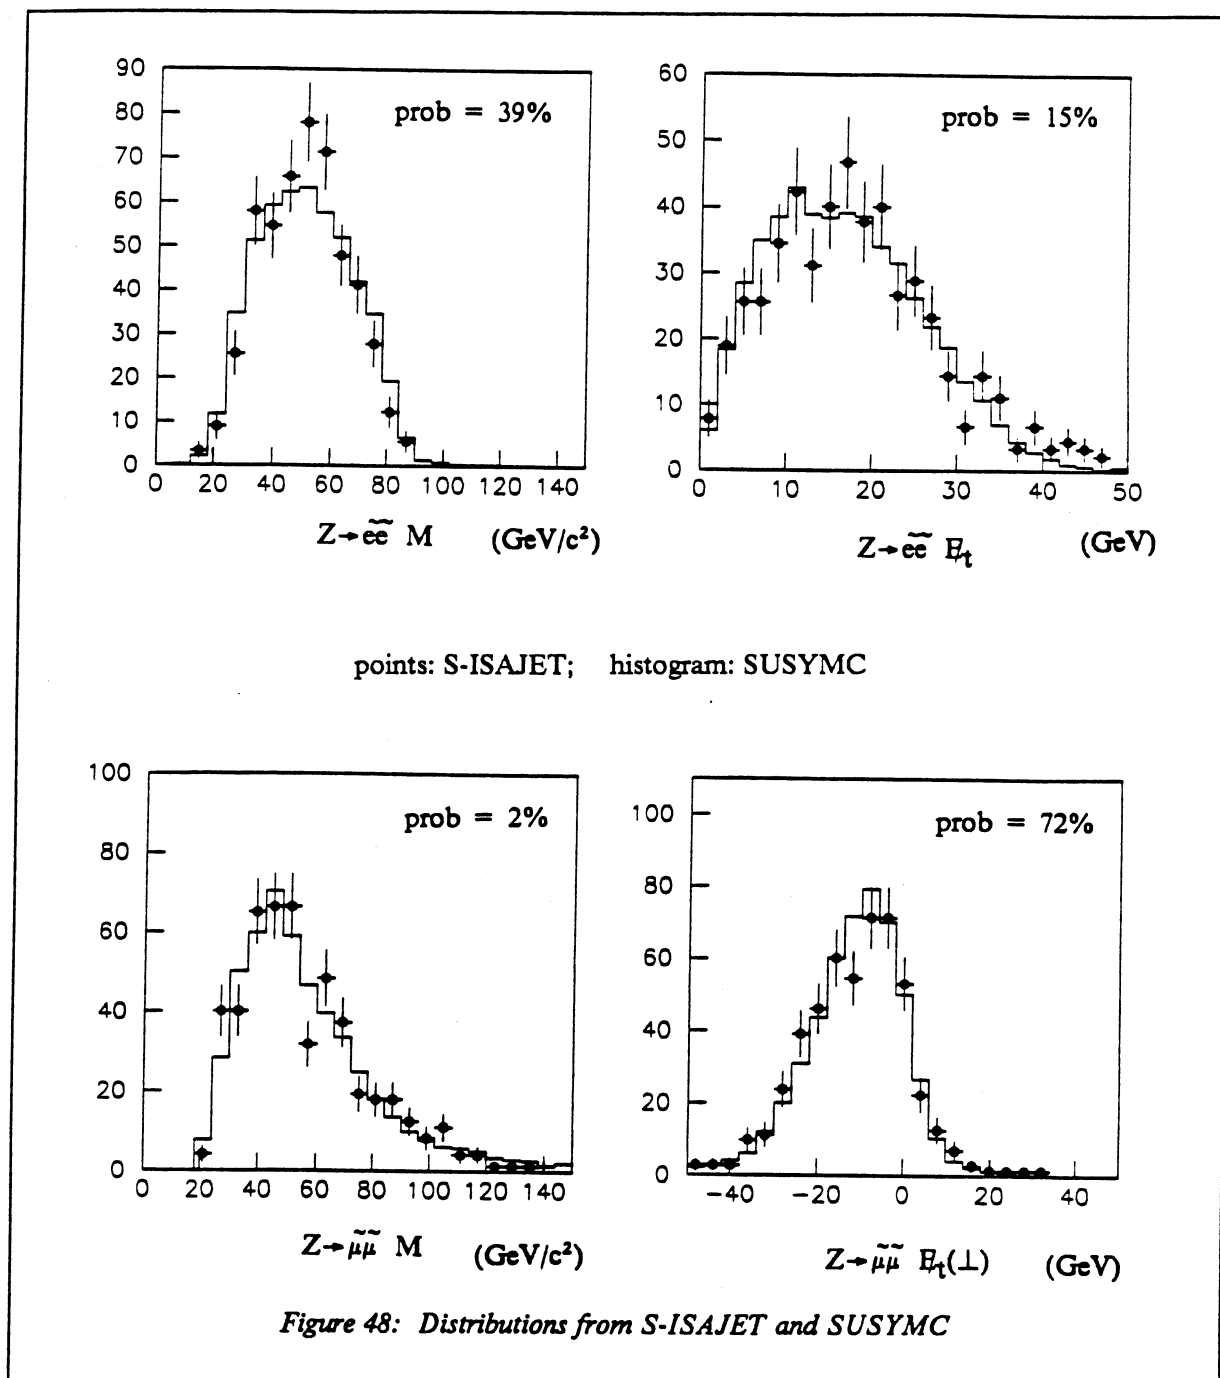 90
80
70
60
50
40
30
20
10
0
prob = 39%
0 20 40 60 80 100 120 140
Z→ẽẽ M (GeV/c²)
60
50
40
30
20
10
0
prob = 15%
0 10 20 30 40 50
Z→ẽẽ E̸t (GeV)
points: S-ISAJET; histogram: SUSYMC
100
80
60
40
20
0
prob = 2%
0 20 40 60 80 100 120 140
Z→μ̃μ̃ M (GeV/c²)
100
80
60
40
20
0
prob = 72%
−40 −20 0 20 40
Z→μ̃μ̃ E̸t(⊥) (GeV)
Figure 48: Distributions from S-ISAJET and SUSYMC